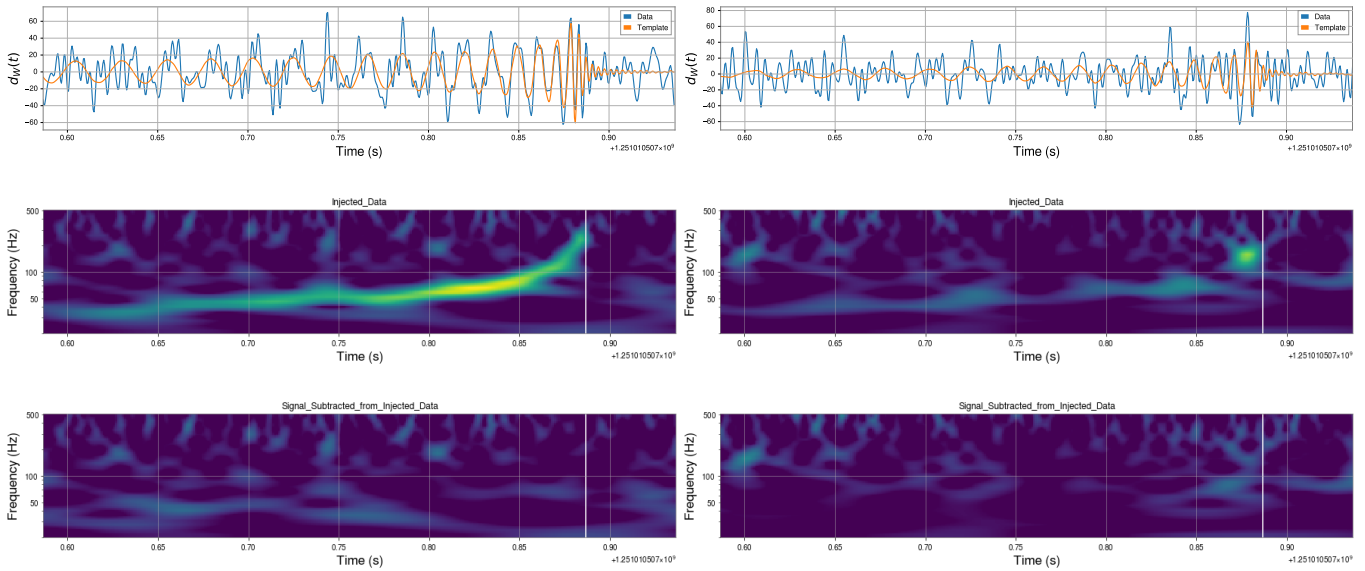 80
60
40
20
0
−20
−40
−60
d_W(t)
Data
Template
0.60 0.65 0.70 0.75 0.80 0.85 0.90
Time (s)
+1.251010507×10⁹
80
60
40
20
0
−20
−40
−60
d_W(t)
Data
Template
0.60 0.65 0.70 0.75 0.80 0.85 0.90
Time (s)
+1.251010507×10⁹
Injected_Data
500
100
50
Frequency (Hz)
0.60 0.65 0.70 0.75 0.80 0.85 0.90
Time (s)
+1.251010507×10⁹
Injected_Data
500
100
50
Frequency (Hz)
0.60 0.65 0.70 0.75 0.80 0.85 0.90
Time (s)
+1.251010507×10⁹
Signal_Subtracted_from_Injected_Data
500
100
50
Frequency (Hz)
0.60 0.65 0.70 0.75 0.80 0.85 0.90
Time (s)
+1.251010507×10⁹
Signal_Subtracted_from_Injected_Data
500
100
50
Frequency (Hz)
0.60 0.65 0.70 0.75 0.80 0.85 0.90
Time (s)
+1.251010507×10⁹